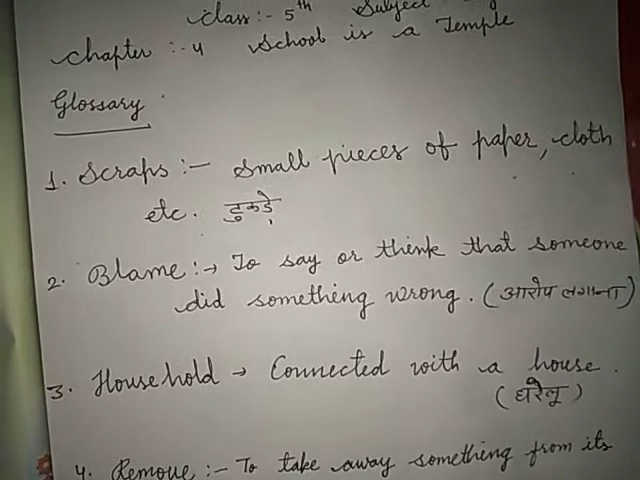 Class :- 5th Subject
Chapter :- 4 School is a Temple
Glossary
1. Scraps :- Small pieces of paper, cloth
etc. टुकड़े
2. Blame :→ To say or think that someone
did something wrong. (आरोप लगाना)
3. Household → Connected with a house.
(घरेलू)
4. Remove :- To take away something from its